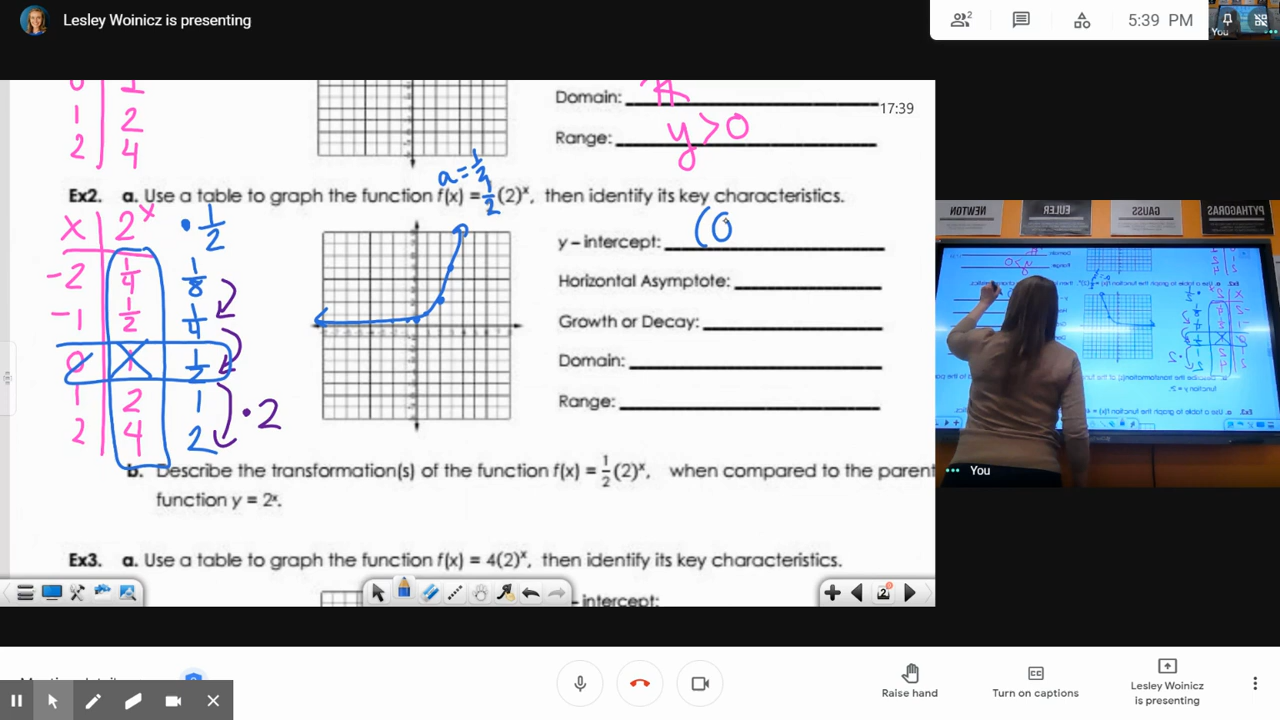 Lesley Woinicz is presenting
2
5:39 PM
You
1 2
2 4
Domain:
Range: y>0
17:39
a=1/2
Ex2. a. Use a table to graph the function f(x) = 1/2 (2)^x, then identify its key characteristics.
x 2^x •1/2
-2 1/4 1/8
-1 1/2 1/4
0 1 1/2
1 2 1
2 4 2
•2
y – intercept: (0
Horizontal Asymptote:
Growth or Decay:
Domain:
Range:
b. Describe the transformation(s) of the function f(x) = 1/2 (2)^x, when compared to the parent
function y = 2^x.
Ex3. a. Use a table to graph the function f(x) = 4(2)^x, then identify its key characteristics.
– intercept:
2
NEWTON
EULER
GAUSS
PYTHAGORAS
You
Raise hand
Turn on captions
Lesley Woinicz
is presenting